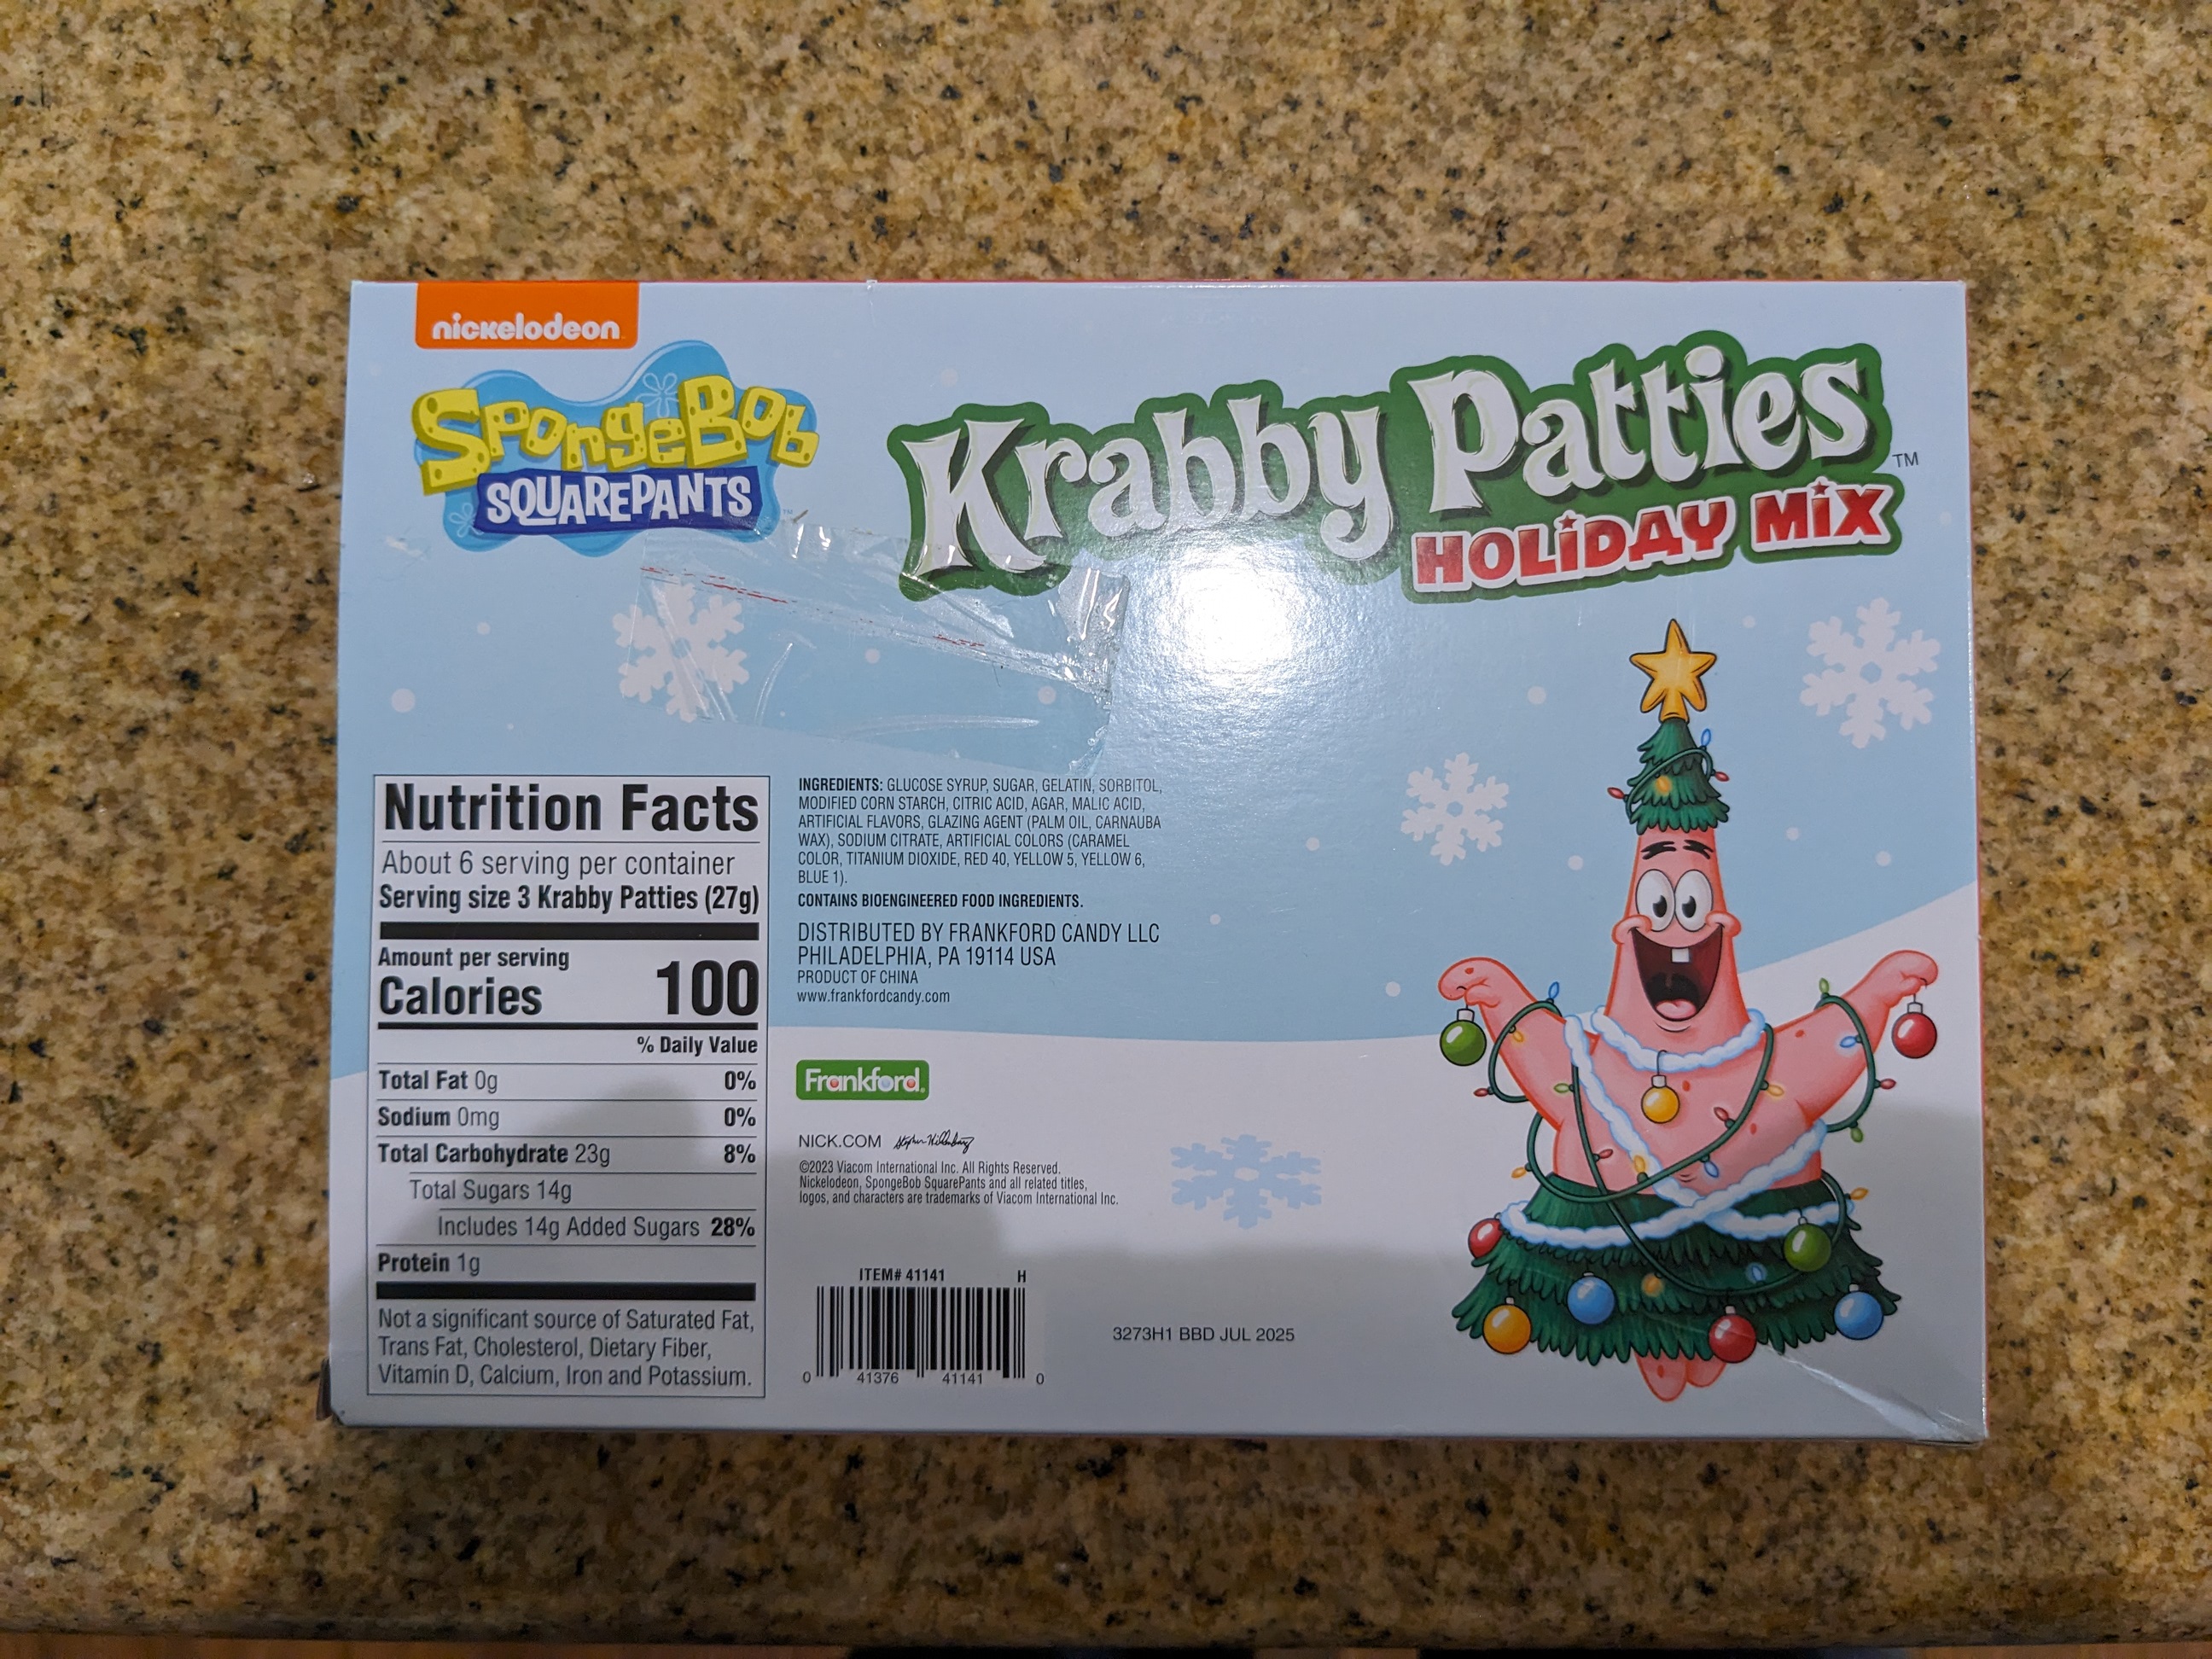 nickelodeon
SpongeBob
SQUAREPANTS
Krabby Patties™
HOLiDAY MiX
Nutrition Facts
About 6 serving per container
Serving size 3 Krabby Patties (27g)
Amount per serving
Calories 100
% Daily Value
Total Fat 0g 0%
Sodium 0mg 0%
Total Carbohydrate 23g 8%
Total Sugars 14g
Includes 14g Added Sugars 28%
Protein 1g
Not a significant source of Saturated Fat,
Trans Fat, Cholesterol, Dietary Fiber,
Vitamin D, Calcium, Iron and Potassium.
INGREDIENTS: GLUCOSE SYRUP, SUGAR, GELATIN, SORBITOL,
MODIFIED CORN STARCH, CITRIC ACID, AGAR, MALIC ACID,
ARTIFICIAL FLAVORS, GLAZING AGENT (PALM OIL, CARNAUBA
WAX), SODIUM CITRATE, ARTIFICIAL COLORS (CARAMEL
COLOR, TITANIUM DIOXIDE, RED 40, YELLOW 5, YELLOW 6,
BLUE 1).
CONTAINS BIOENGINEERED FOOD INGREDIENTS.
DISTRIBUTED BY FRANKFORD CANDY LLC
PHILADELPHIA, PA 19114 USA
PRODUCT OF CHINA
www.frankfordcandy.com
Frankford®
NICK.COM Stephen Hillenburg
©2023 Viacom International Inc. All Rights Reserved.
Nickelodeon, SpongeBob SquarePants and all related titles,
logos, and characters are trademarks of Viacom International Inc.
ITEM# 41141 H
0 41376 41141 0
3273H1 BBD JUL 2025